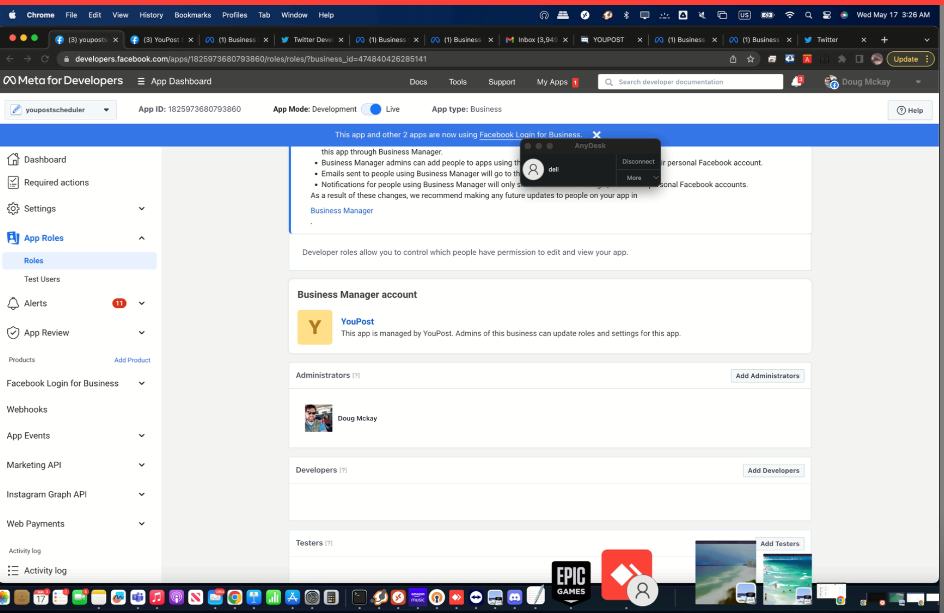 Chrome File Edit View History Bookmarks Profiles Tab Window Help US Wed May 17 3:26 AM
(3) youposts (3) YouPost (1) Business Twitter Devel (1) Business (1) Business Inbox (3,945 YOUPOST (1) Business (1) Business Twitter
developers.facebook.com/apps/1825973680793860/roles/roles/?business_id=474840426285141 Update
Meta for Developers App Dashboard Docs Tools Support My Apps 1 Search developer documentation 3 Doug Mckay
youpostscheduler App ID: 1825973680793860 App Mode: Development Live App type: Business Help
This app and other 2 apps are now using Facebook Login for Business.
AnyDesk
dell
Disconnect
More
Dashboard
Required actions
Settings
App Roles
Roles
Test Users
Alerts 11
App Review
Products Add Product
Facebook Login for Business
Webhooks
App Events
Marketing API
Instagram Graph API
Web Payments
Activity log
Activity log
this app through Business Manager.
Business Manager admins can add people to apps using th
r personal Facebook account.
Emails sent to people using Business Manager will go to th
Notifications for people using Business Manager will only s
sonal Facebook accounts.
As a result of these changes, we recommend making any future updates to people on your app in
Business Manager
.
Developer roles allow you to control which people have permission to edit and view your app.
Business Manager account
Y
YouPost
This app is managed by YouPost. Admins of this business can update roles and settings for this app.
Administrators [?] Add Administrators
Doug Mckay
Developers [?] Add Developers
Testers [?] Add Testers
EPIC
GAMES
17